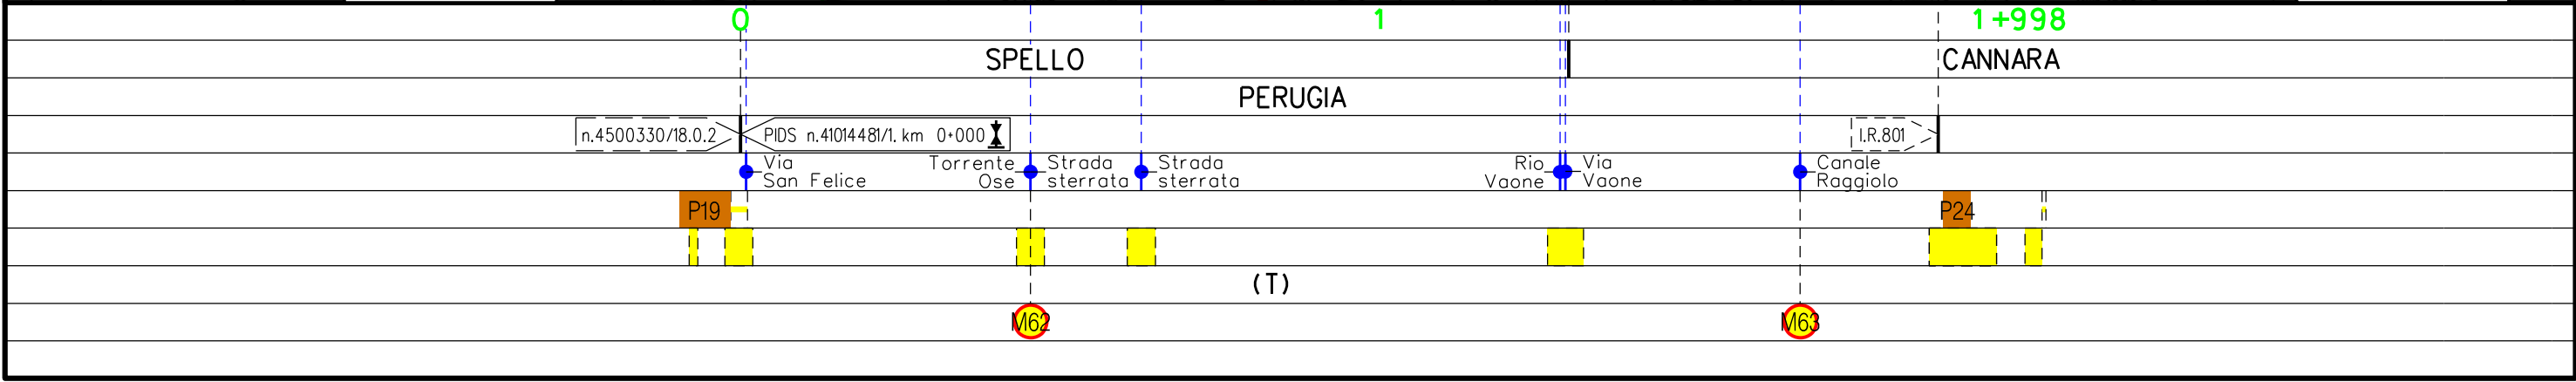 0 1 1+998
SPELLO CANNARA
PERUGIA
n.4500330/18.0.2 PIDS n.41014481/1. km 0+000 I.R.801
Via
San Felice
Torrente
Ose
Strada
sterrata
Strada
sterrata
Rio
Vaone
Via
Vaone
Canale
Raggiolo
P19 P24
(T)
M62 M63